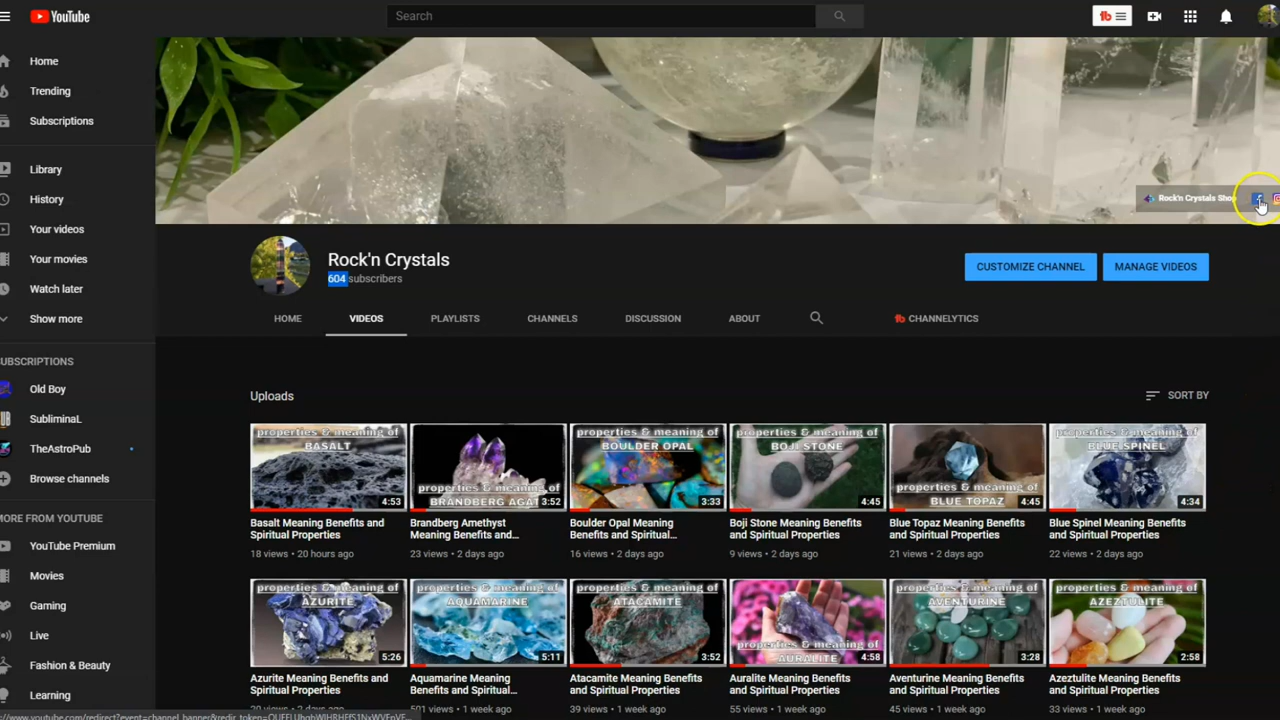 YouTube
Search
Home
Trending
Subscriptions
Library
History
Your videos
Your movies
Watch later
Show more
SUBSCRIPTIONS
Old Boy
SubliminaL
TheAstroPub
Browse channels
MORE FROM YOUTUBE
YouTube Premium
Movies
Gaming
Live
Fashion & Beauty
Learning
Rock'n Crystals Shop
Rock'n Crystals
604 subscribers
CUSTOMIZE CHANNEL
MANAGE VIDEOS
HOME VIDEOS PLAYLISTS CHANNELS DISCUSSION ABOUT CHANNELYTICS
Uploads
SORT BY
properties & meaning of
BASALT
4:53
Basalt Meaning Benefits and
Spiritual Properties
18 views • 20 hours ago
properties & meaning of
BRANDBERG AGAT
3:52
Brandberg Amethyst
Meaning Benefits and...
23 views • 2 days ago
properties & meaning of
BOULDER OPAL
3:33
Boulder Opal Meaning
Benefits and Spiritual...
16 views • 2 days ago
properties & meaning of
BOJI STONE
4:45
Boji Stone Meaning Benefits
and Spiritual Properties
9 views • 2 days ago
properties & meaning of
BLUE TOPAZ
4:45
Blue Topaz Meaning Benefits
and Spiritual Properties
21 views • 2 days ago
properties & meaning of
BLUE SPINEL
4:34
Blue Spinel Meaning Benefits
and Spiritual Properties
22 views • 2 days ago
properties & meaning of
AZURITE
5:26
Azurite Meaning Benefits and
Spiritual Properties
properties & meaning of
AQUAMARINE
5:11
Aquamarine Meaning
Benefits and Spiritual...
501 views • 1 week ago
properties & meaning of
ATACAMITE
3:52
Atacamite Meaning Benefits
and Spiritual Properties
39 views • 1 week ago
properties & meaning of
AURALITE
4:58
Auralite Meaning Benefits
and Spiritual Properties
55 views • 1 week ago
properties & meaning of
AVENTURINE
3:28
Aventurine Meaning Benefits
and Spiritual Properties
45 views • 1 week ago
properties & meaning of
AZEZTULITE
2:58
Azeztulite Meaning Benefits
and Spiritual Properties
33 views • 1 week ago